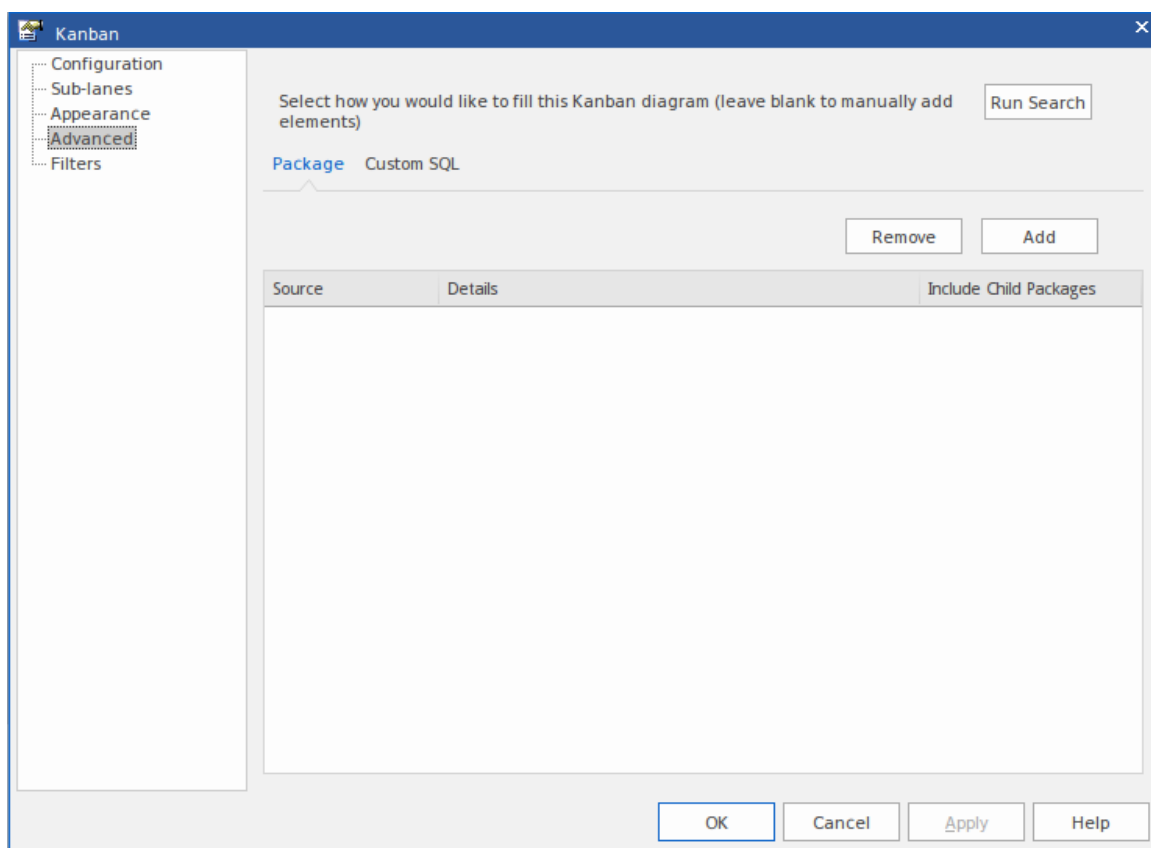 Kanban
Configuration
Sub-lanes
Appearance
Advanced
Filters
Select how you would like to fill this Kanban diagram (leave blank to manually add
elements)
Run Search
Package Custom SQL
Remove Add
Source Details Include Child Packages
OK Cancel Apply Help